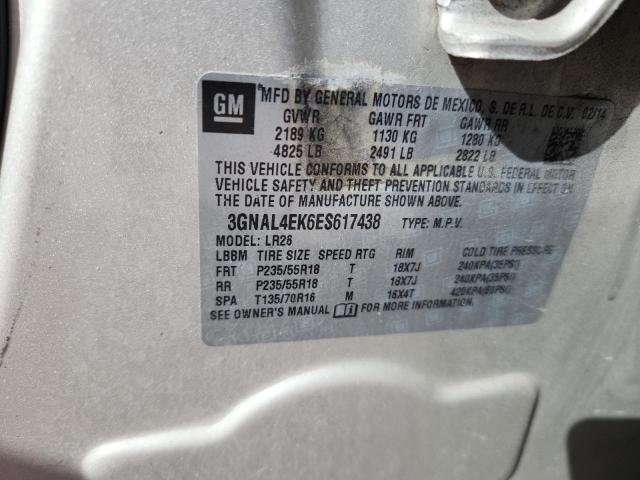 GM MFD BY GENERAL MOTORS DE MEXICO, S. DE R.L. DE C.V. 02/14
GVWR GAWR FRT GAWR RR
2189 KG 1130 KG 1280 KG
4825 LB 2491 LB 2822 LB
THIS VEHICLE CONFORMS TO ALL APPLICABLE U.S. FEDERAL MOTOR
VEHICLE SAFETY AND THEFT PREVENTION STANDARDS IN EFFECT ON
THE DATE OF MANUFACTURE SHOWN ABOVE.
3GNAL4EK6ES617438 TYPE: M.P.V.
MODEL: LR26
LBBM TIRE SIZE SPEED RTG RIM COLD TIRE PRESSURE
FRT P235/55R18 T 18X7J 240KPA(35PSI)
RR P235/55R18 T 18X7J 240KPA(35PSI)
SPA T135/70R16 M 16X4T 420KPA(60PSI)
SEE OWNER'S MANUAL FOR MORE INFORMATION.